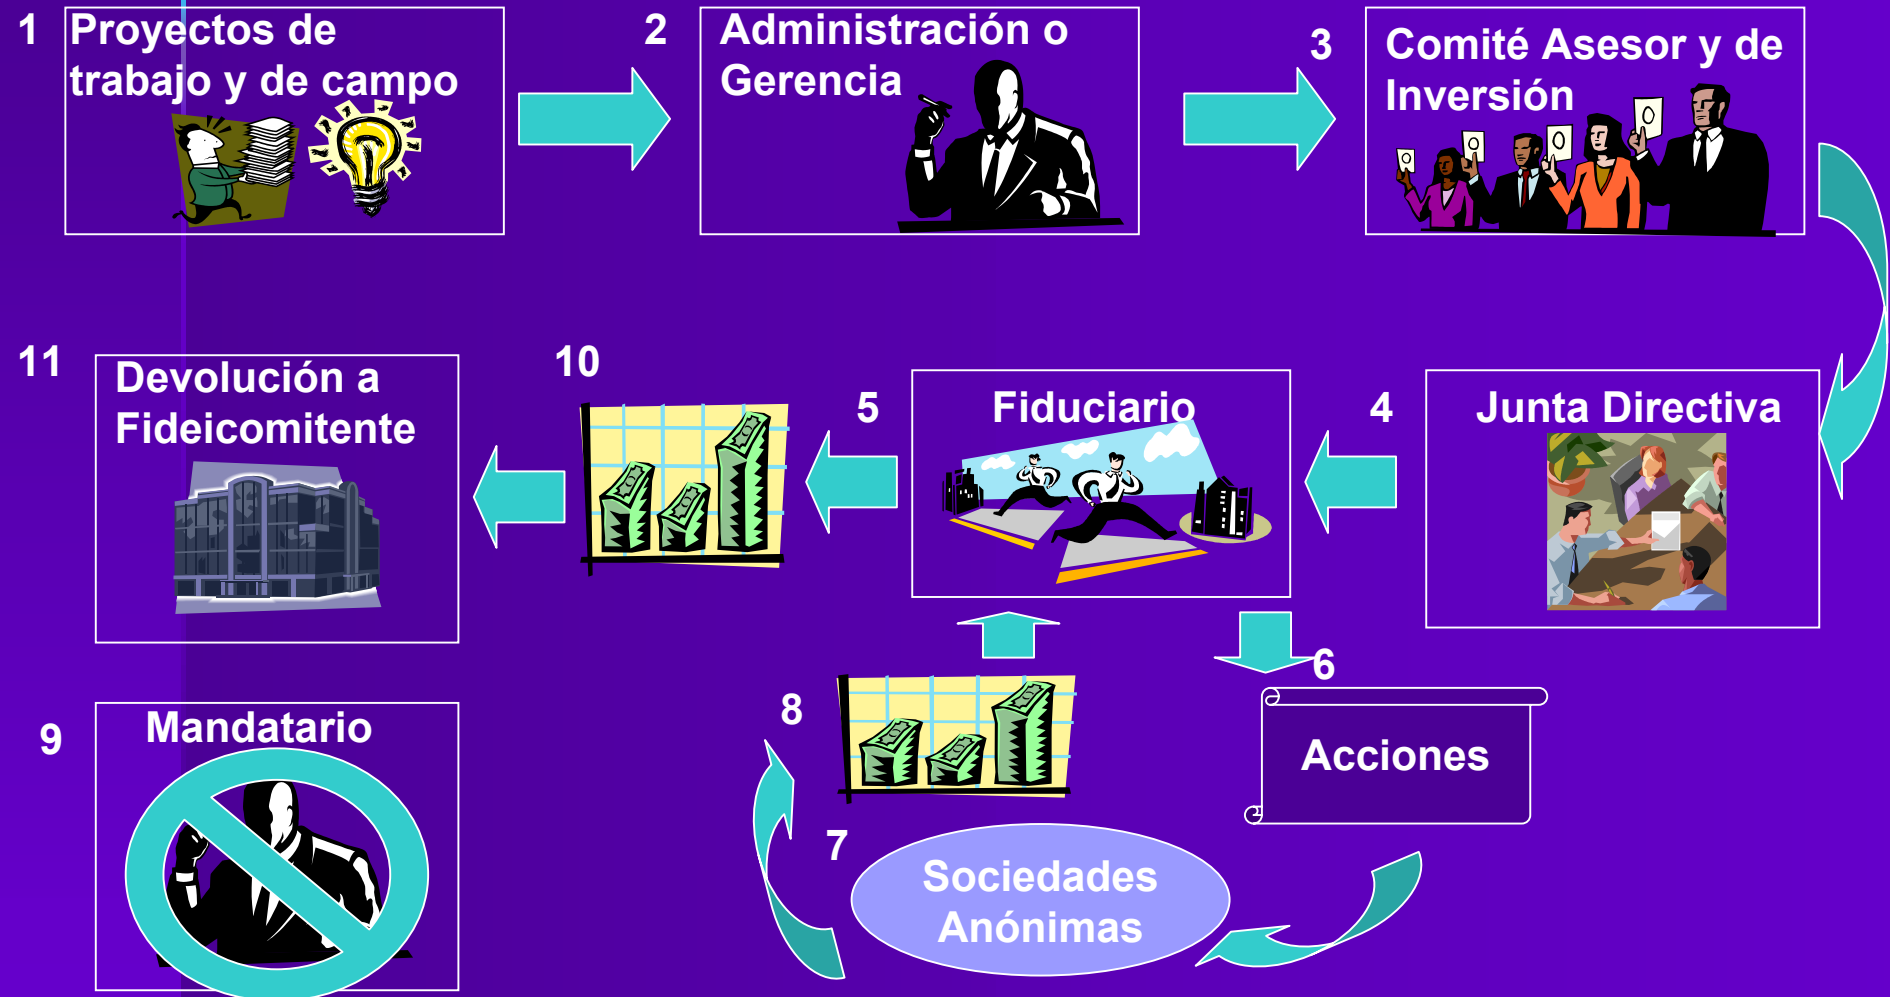 1
Proyectos de
trabajo y de campo
2
Administración o
Gerencia
3
Comité Asesor y de
Inversión
11
Devolución a
Fideicomitente
10
5
Fiduciario
4
Junta Directiva
6
Acciones
8
9
Mandatario
7
Sociedades
Anónimas